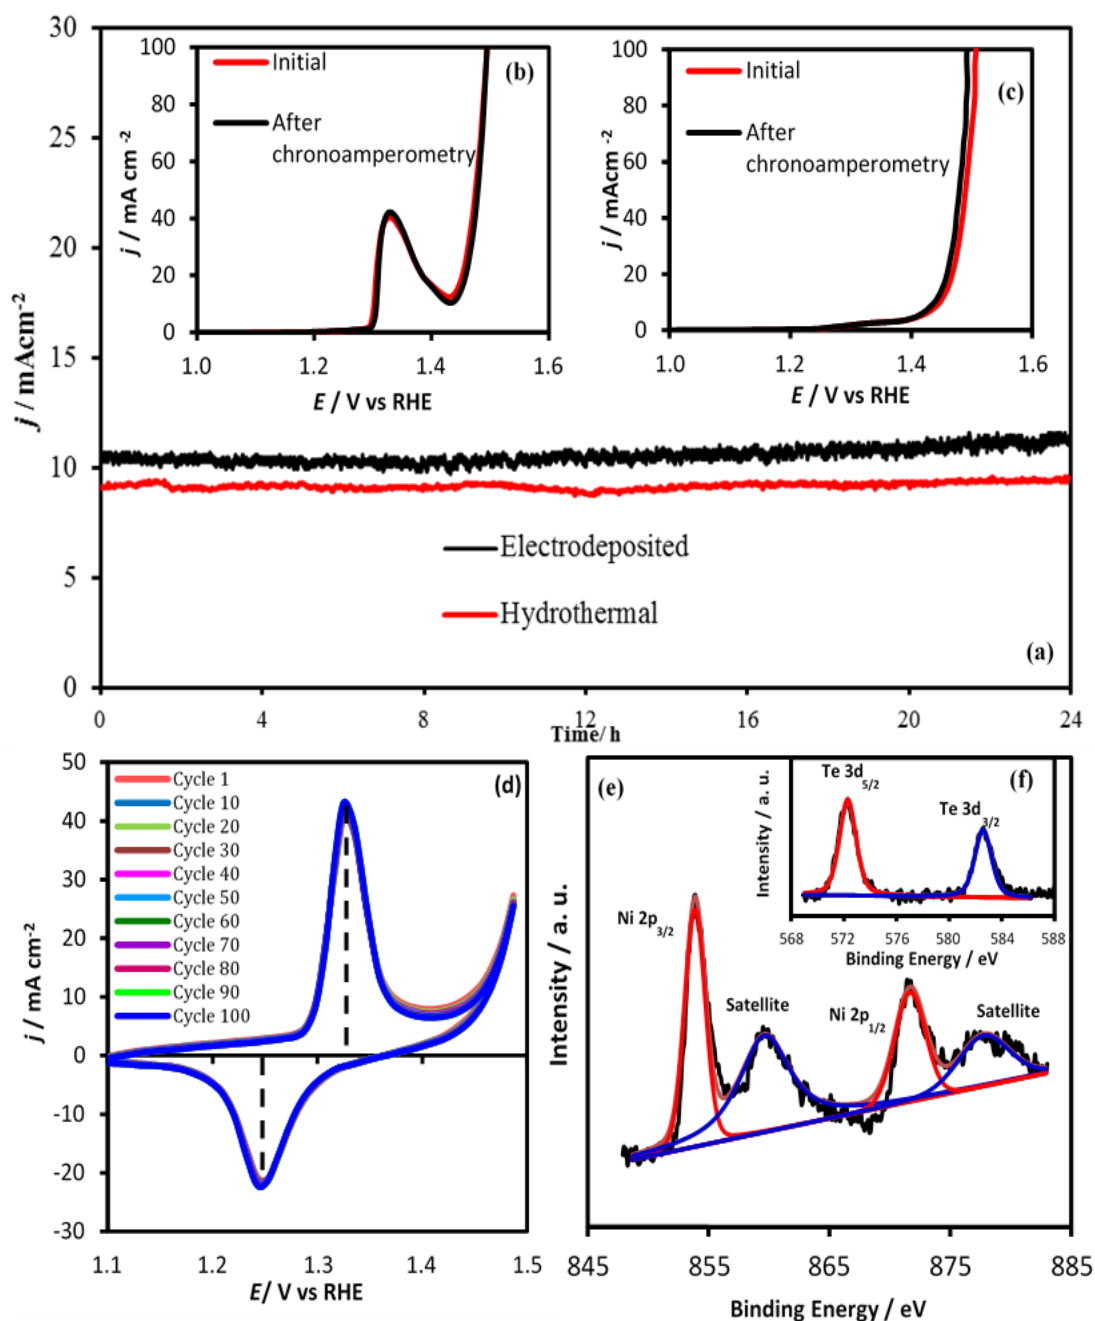 30
25
20
15
10
5
0
j / mAcm-2
0
4
8
12
16
20
24
Time/ h
Electrodeposited
Hydrothermal
(a)
100
80
60
40
20
0
j / mA cm -2
Initial
After
chronoamperometry
(b)
1.0
1.2
1.4
1.6
E / V vs RHE
100
80
60
40
20
0
j / mAcm-2
Initial
After
chronoamperometry
(c)
1.0
1.2
1.4
1.6
E / V vs RHE
50
40
30
20
10
0
-10
-20
-30
j / mA cm-2
Cycle 1
Cycle 10
Cycle 20
Cycle 30
Cycle 40
Cycle 50
Cycle 60
Cycle 70
Cycle 80
Cycle 90
Cycle 100
(d)
1.1
1.2
1.3
1.4
1.5
E/ V vs RHE
(e)
Intensity / a. u.
Ni 2p3/2
Satellite
Ni 2p1/2
Satellite
845
855
865
875
885
Binding Energy / eV
Intensity / a. u.
Te 3d5/2
Te 3d3/2
(f)
568
572
576
580
584
588
Binding Energy / eV